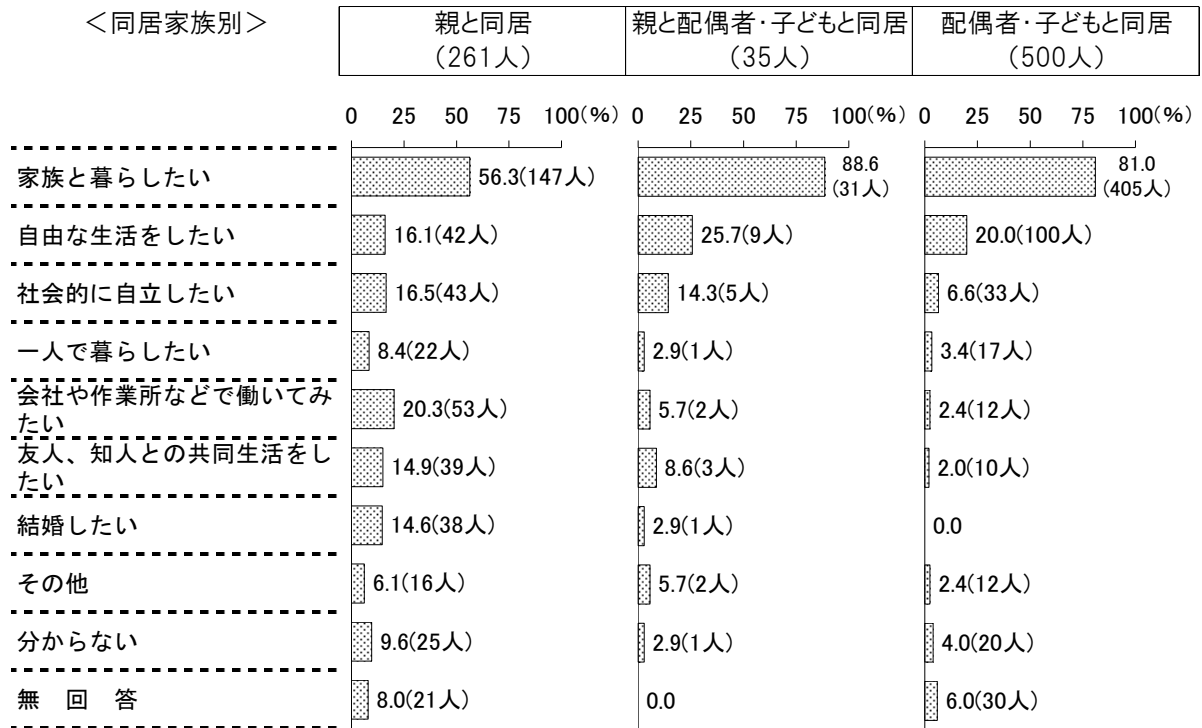 ＜同居家族別＞
親と同居
（261人）
親と配偶者・子どもと同居
（35人）
配偶者・子どもと同居
（500人）
0 25 50 75 100(%)
0 25 50 75 100(%)
0 25 50 75 100(%)
家族と暮らしたい 56.3(147人) 88.6 81.0
(31人) (405人)
自由な生活をしたい 16.1(42人) 25.7(9人) 20.0(100人)
社会的に自立したい 16.5(43人) 14.3(5人) 6.6(33人)
一人で暮らしたい 8.4(22人) 2.9(1人) 3.4(17人)
会社や作業所などで働いてみ
たい 20.3(53人) 5.7(2人) 2.4(12人)
友人、知人との共同生活をし
たい 14.9(39人) 8.6(3人) 2.0(10人)
結婚したい 14.6(38人) 2.9(1人) 0.0
その他 6.1(16人) 5.7(2人) 2.4(12人)
分からない 9.6(25人) 2.9(1人) 4.0(20人)
無　回　答 8.0(21人) 0.0 6.0(30人)